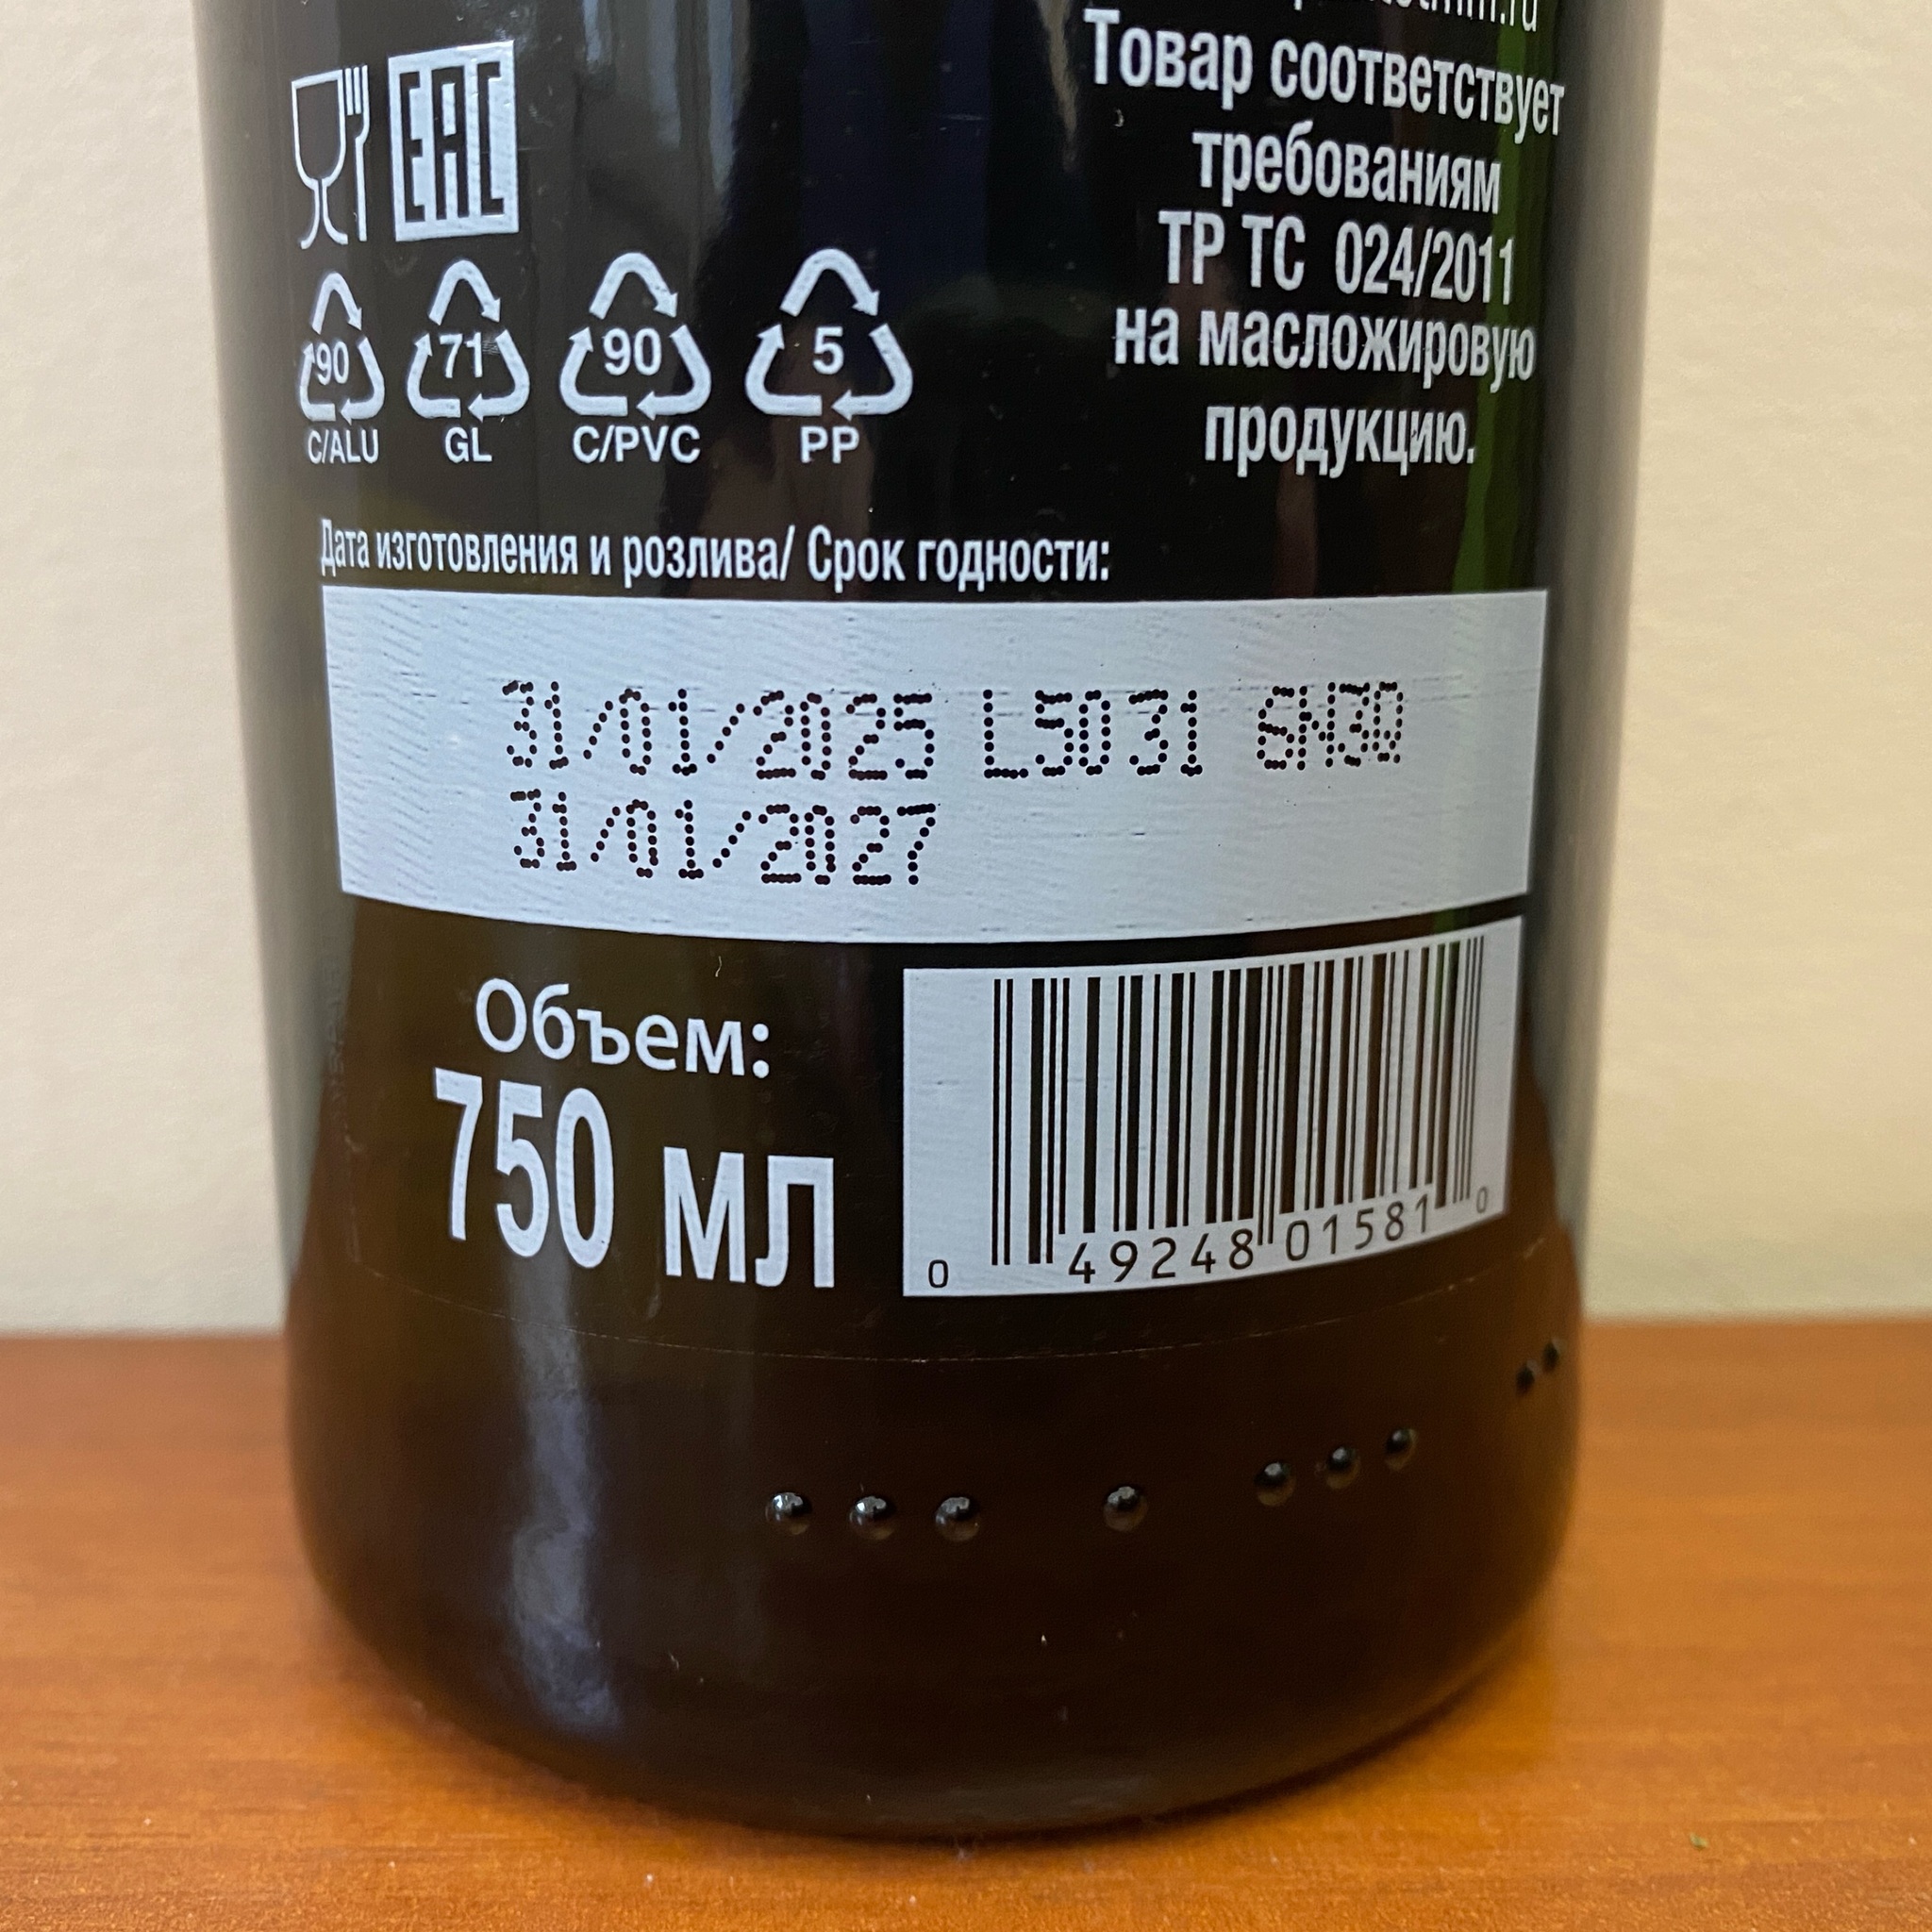 EAC
90 71 90 5
C/ALU GL C/PVC PP
Товар соответствует
требованиям
ТР ТС 024/2011
на масложировую
продукцию.
Дата изготовления и розлива/ Срок годности:
31/01/2025 L5031
31/01/2027
Объем:
750 мл
0 49248 01581 0